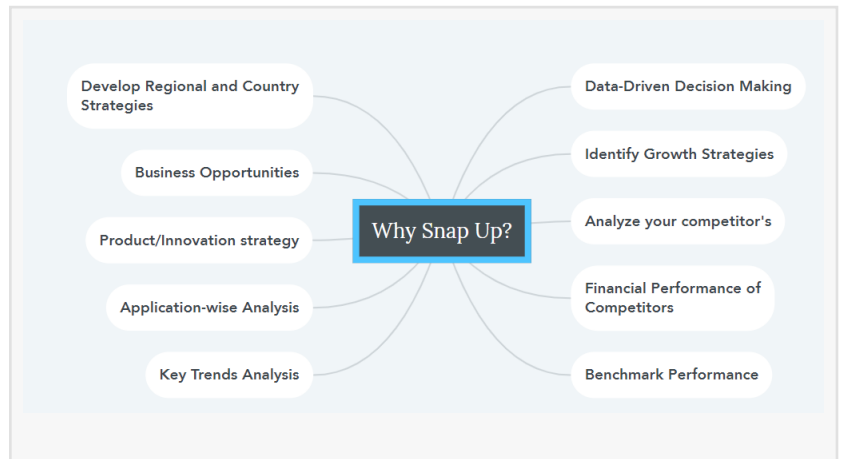 Develop Regional and Country
Strategies
Business Opportunities
Product/Innovation strategy
Application-wise Analysis
Key Trends Analysis
Why Snap Up?
Data-Driven Decision Making
Identify Growth Strategies
Analyze your competitor's
Financial Performance of
Competitors
Benchmark Performance